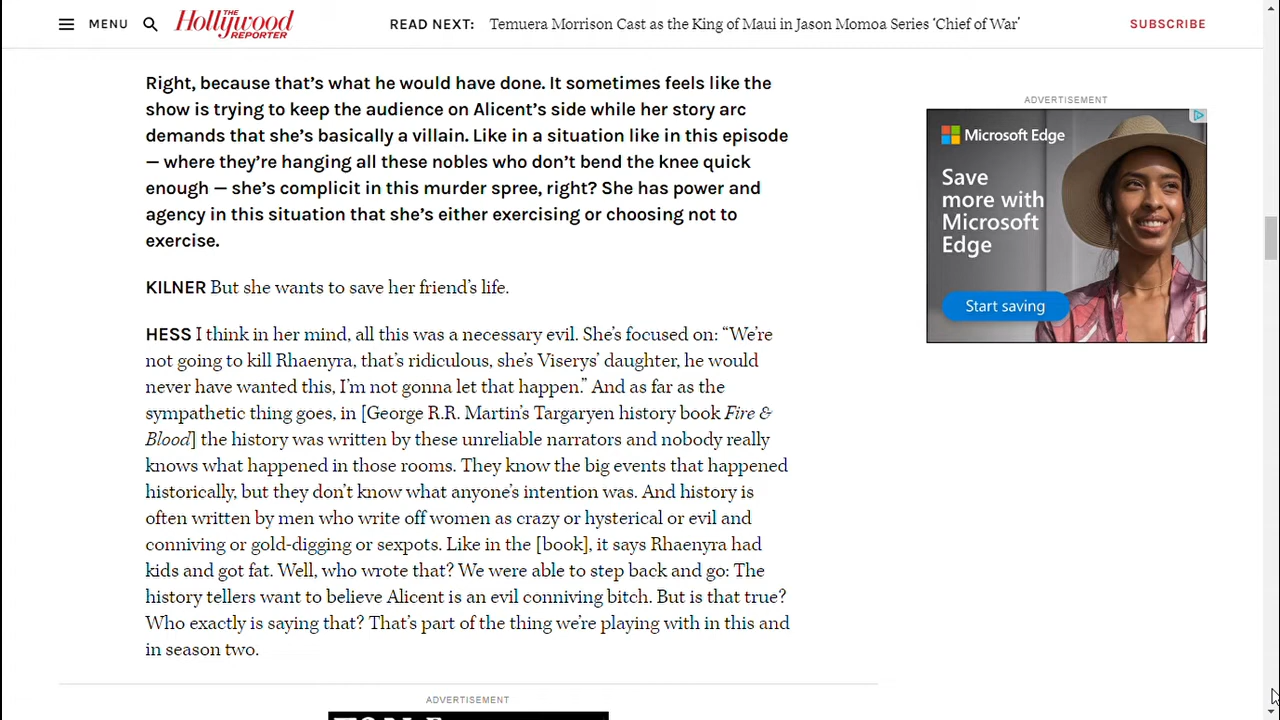 MENU
THE
Hollywood
REPORTER
READ NEXT: Temuera Morrison Cast as the King of Maui in Jason Momoa Series ‘Chief of War’
SUBSCRIBE
Right, because that’s what he would have done. It sometimes feels like the
show is trying to keep the audience on Alicent’s side while her story arc
demands that she’s basically a villain. Like in a situation like in this episode
— where they’re hanging all these nobles who don’t bend the knee quick
enough — she’s complicit in this murder spree, right? She has power and
agency in this situation that she’s either exercising or choosing not to
exercise.
KILNER But she wants to save her friend’s life.
HESS I think in her mind, all this was a necessary evil. She’s focused on: “We’re
not going to kill Rhaenyra, that’s ridiculous, she’s Viserys’ daughter, he would
never have wanted this, I’m not gonna let that happen.” And as far as the
sympathetic thing goes, in [George R.R. Martin’s Targaryen history book Fire &
Blood] the history was written by these unreliable narrators and nobody really
knows what happened in those rooms. They know the big events that happened
historically, but they don’t know what anyone’s intention was. And history is
often written by men who write off women as crazy or hysterical or evil and
conniving or gold-digging or sexpots. Like in the [book], it says Rhaenyra had
kids and got fat. Well, who wrote that? We were able to step back and go: The
history tellers want to believe Alicent is an evil conniving bitch. But is that true?
Who exactly is saying that? That’s part of the thing we’re playing with in this and
in season two.
ADVERTISEMENT
Microsoft Edge
Save
more with
Microsoft
Edge
Start saving
ADVERTISEMENT